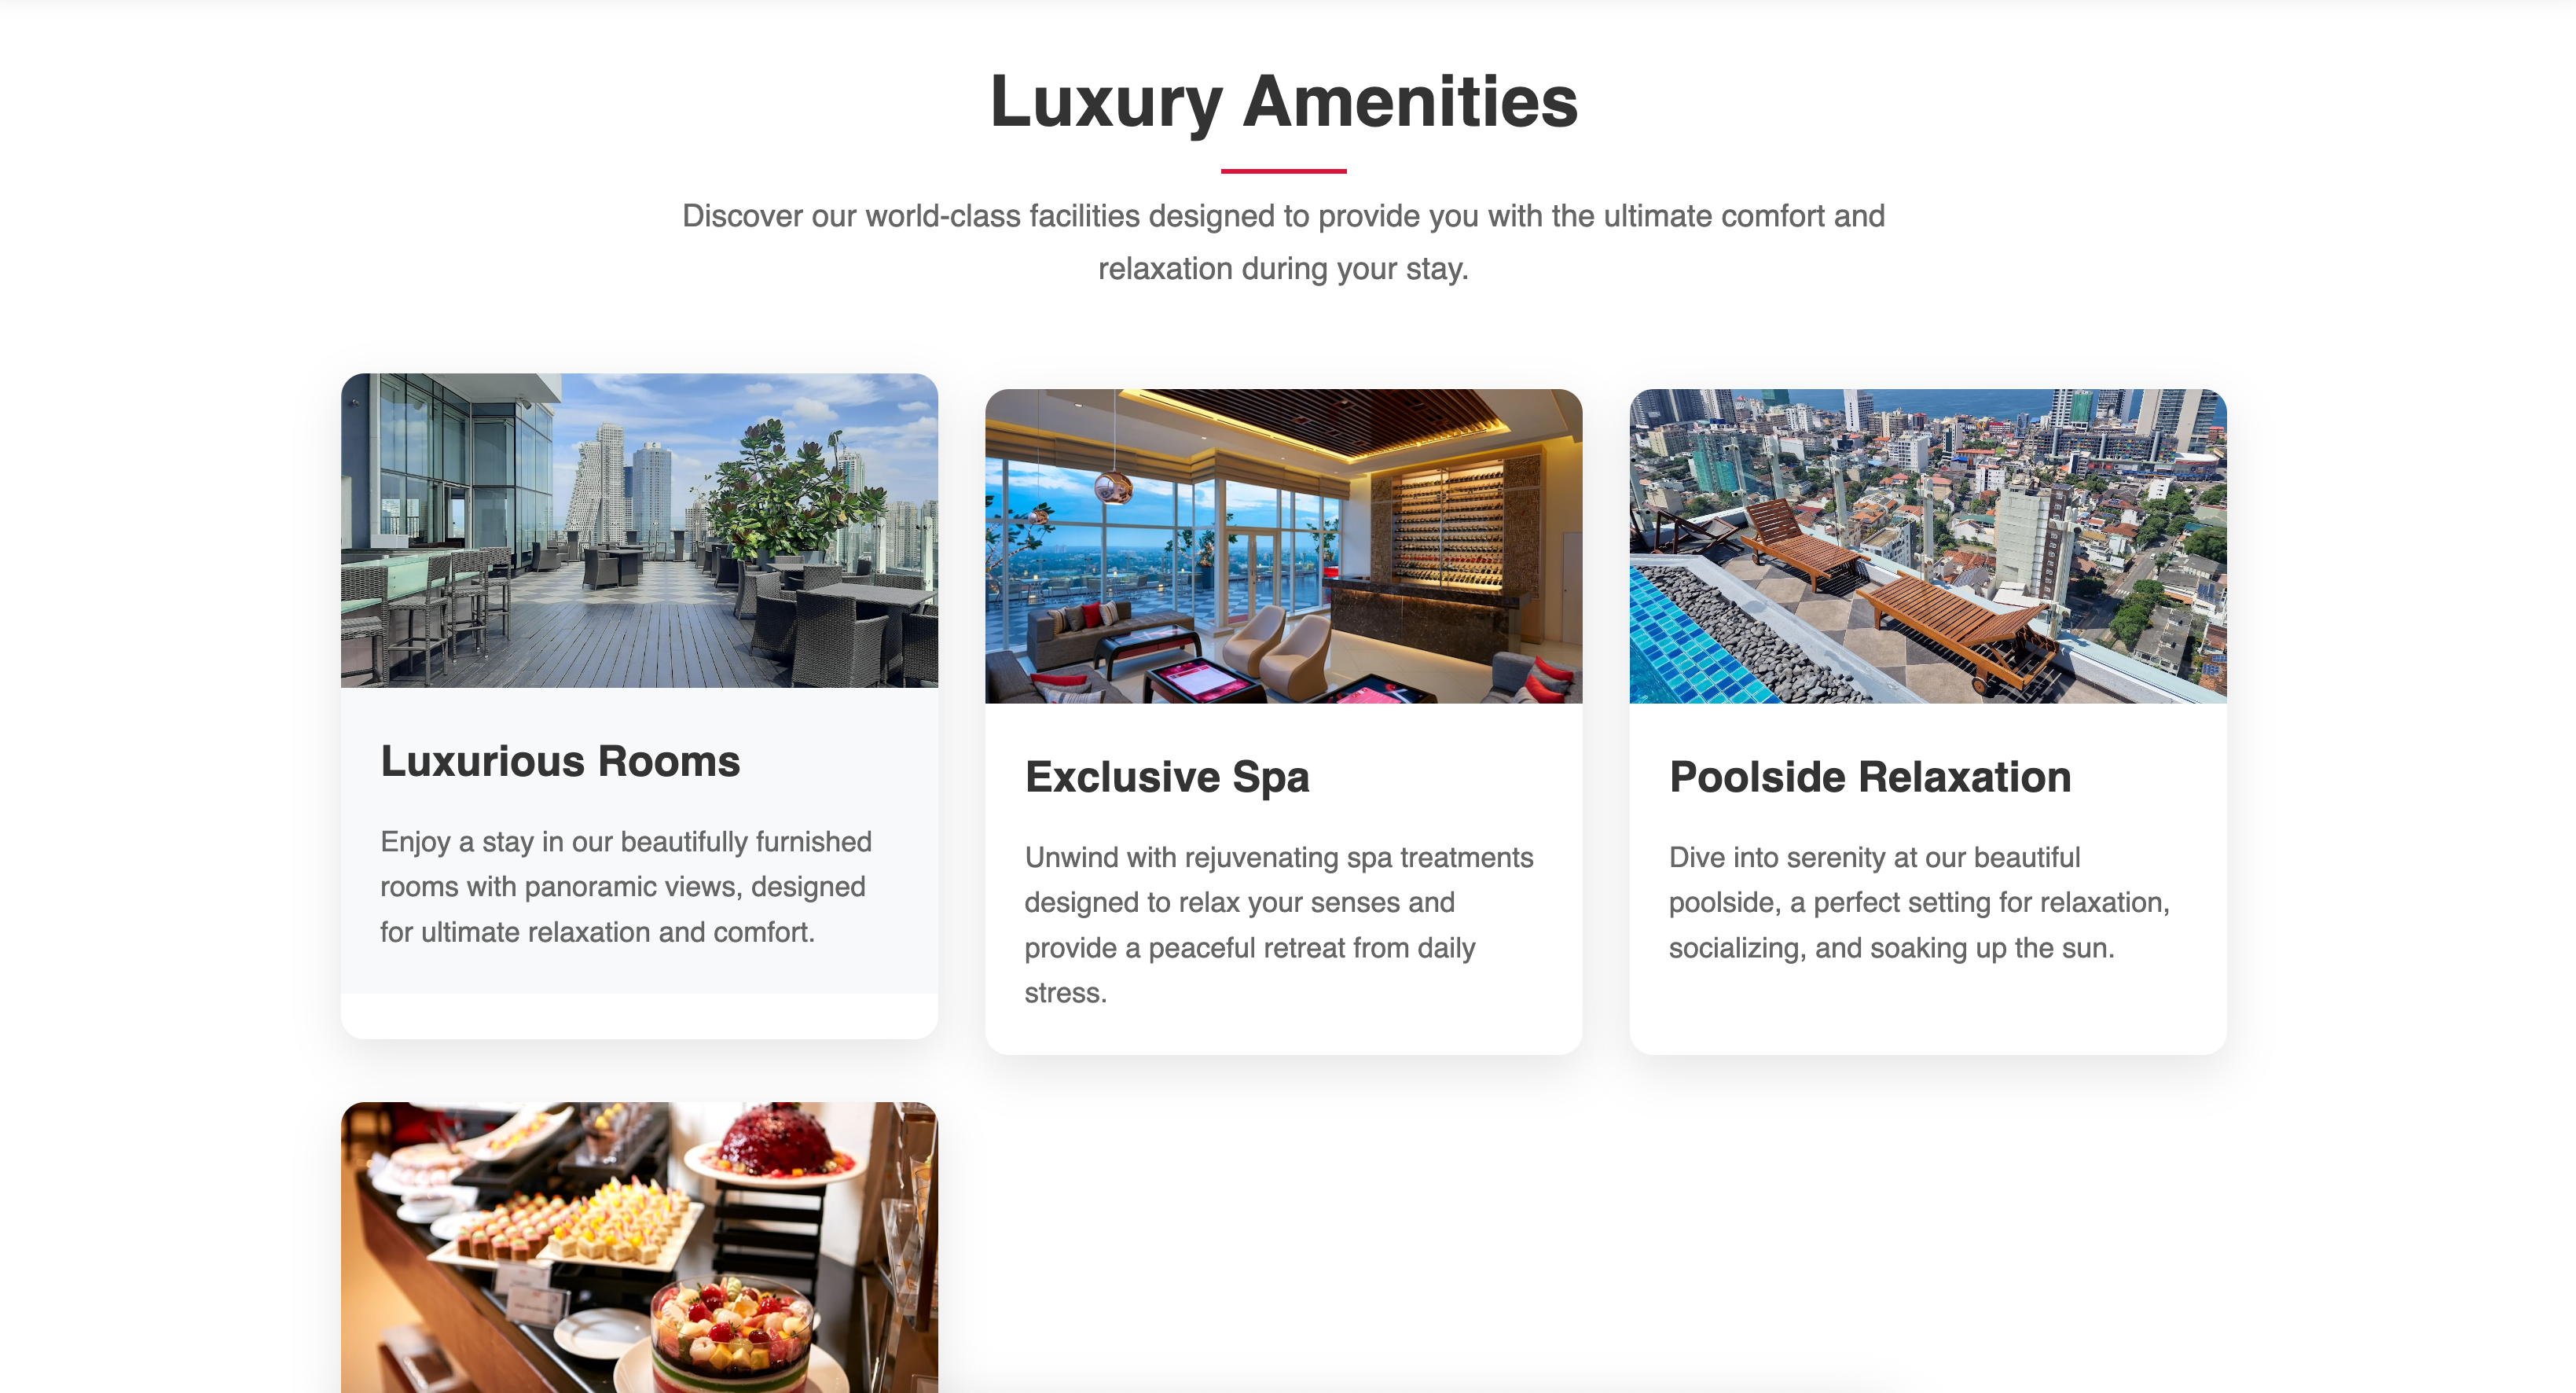 Luxury Amenities
Discover our world-class facilities designed to provide you with the ultimate comfort and
relaxation during your stay.
Luxurious Rooms
Enjoy a stay in our beautifully furnished
rooms with panoramic views, designed
for ultimate relaxation and comfort.
Exclusive Spa
Unwind with rejuvenating spa treatments
designed to relax your senses and
provide a peaceful retreat from daily
stress.
Poolside Relaxation
Dive into serenity at our beautiful
poolside, a perfect setting for relaxation,
socializing, and soaking up the sun.